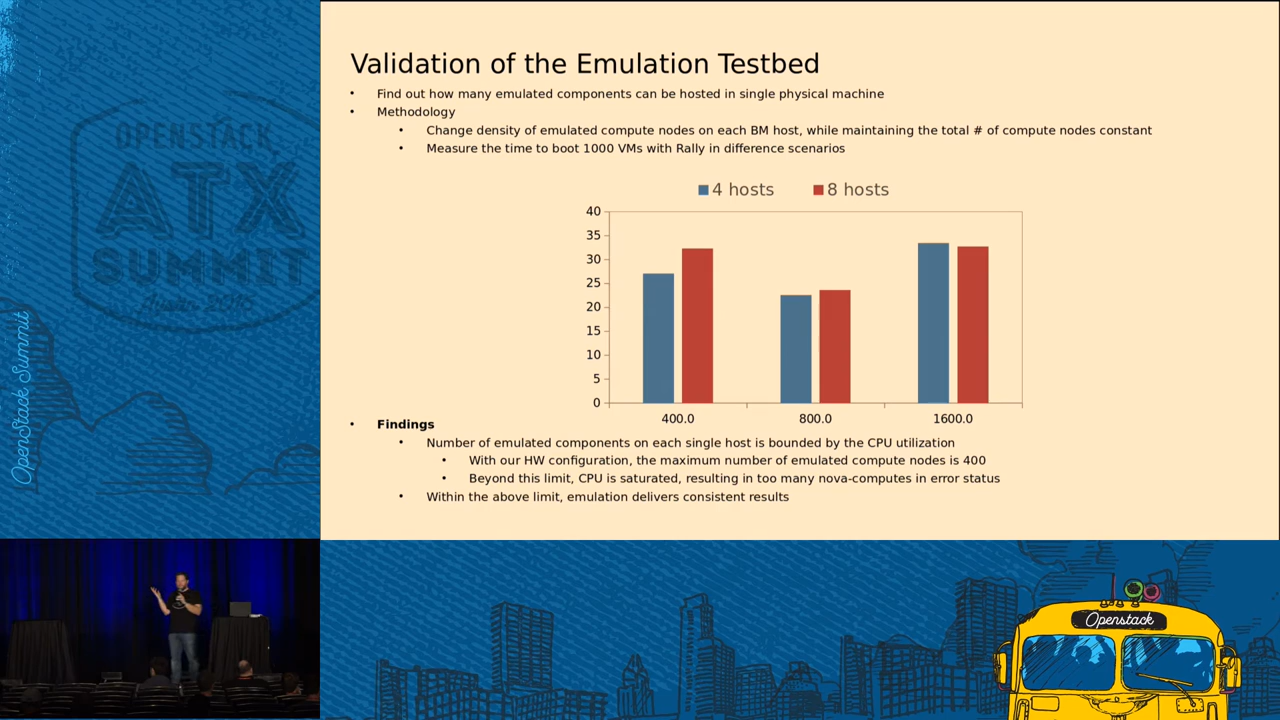 OPENSTACK
ATX
SUMMIT
Austin 2016
OpenStack Summit
Validation of the Emulation Testbed
• Find out how many emulated components can be hosted in single physical machine
• Methodology
• Change density of emulated compute nodes on each BM host, while maintaining the total # of compute nodes constant
• Measure the time to boot 1000 VMs with Rally in difference scenarios
4 hosts 8 hosts
40
35
30
25
20
15
10
5
0
400.0 800.0 1600.0
• Findings
• Number of emulated components on each single host is bounded by the CPU utilization
• With our HW configuration, the maximum number of emulated compute nodes is 400
• Beyond this limit, CPU is saturated, resulting in too many nova-computes in error status
• Within the above limit, emulation delivers consistent results
Openstack